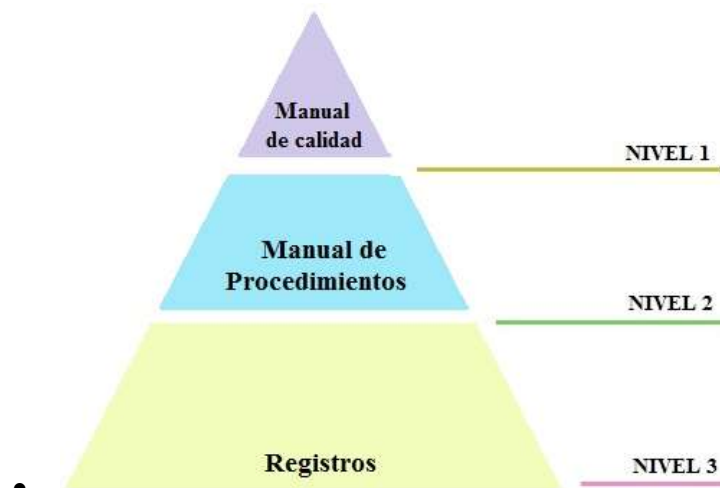 Manual
de calidad
NIVEL 1
Manual de
Procedimientos
NIVEL 2
Registros
NIVEL 3